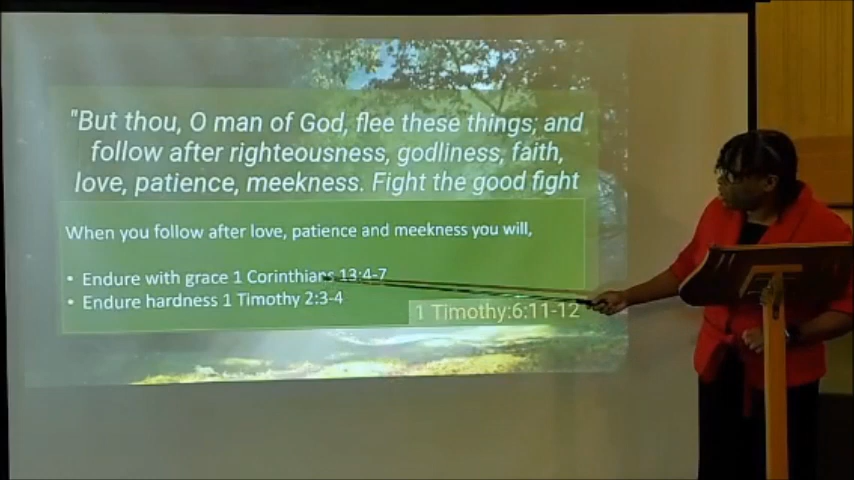 "But thou, O man of God, flee these things; and
follow after righteousness, godliness, faith,
love, patience, meekness. Fight the good fight
When you follow after love, patience and meekness you will,
• Endure with grace 1 Corinthians 13:4-7
• Endure hardness 1 Timothy 2:3-4
1 Timothy:6:11-12